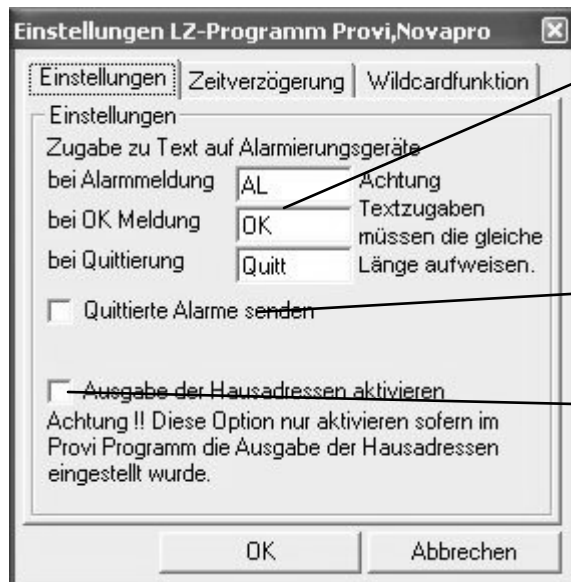 Einstellungen LZ-Programm Provi,Novapro
Einstellungen Zeitverzögerung Wildcardfunktion
Einstellungen
Zugabe zu Text auf Alarmierungsgeräte
bei Alarmmeldung AL Achtung
bei OK Meldung OK Textzugaben
müssen die gleiche
bei Quittierung Quitt Länge aufweisen.
Quittierte Alarme senden
Ausgabe der Hausadressen aktivieren
Achtung !! Diese Option nur aktivieren sofern im
Provi Programm die Ausgabe der Hausadressen
eingestellt wurde.
OK Abbrechen